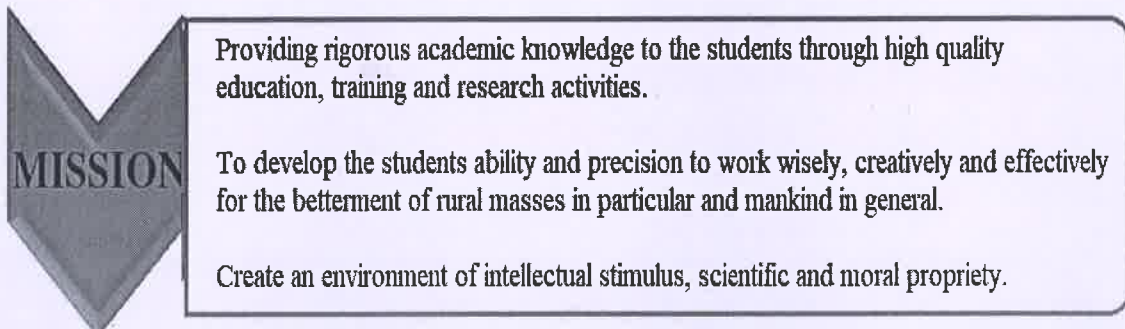 MISSION
Providing rigorous academic knowledge to the students through high quality
education, training and research activities.
To develop the students ability and precision to work wisely, creatively and effectively
for the betterment of rural masses in particular and mankind in general.
Create an environment of intellectual stimulus, scientific and moral propriety.